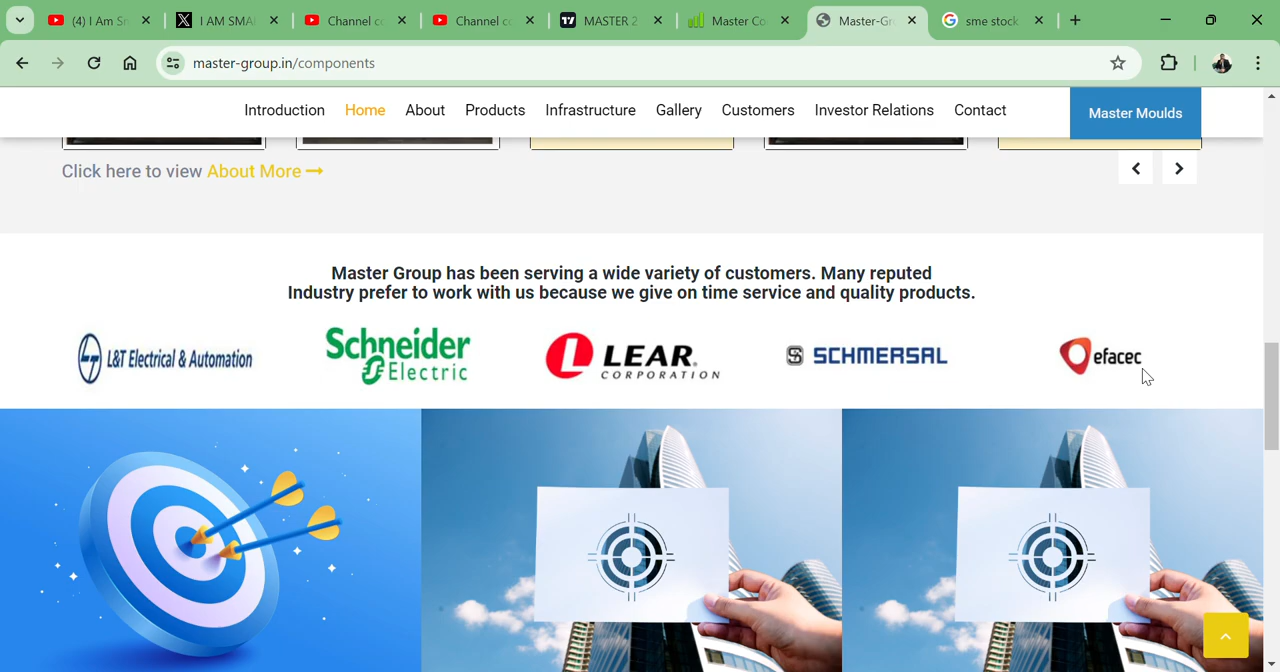 (4) I Am Sm
I AM SMA
Channel co
Channel co
MASTER 2
Master Co
Master-Gr
sme stock
master-group.in/components
Introduction
Home
About
Products
Infrastructure
Gallery
Customers
Investor Relations
Contact
Master Moulds
Click here to view About More
Master Group has been serving a wide variety of customers. Many reputed
Industry prefer to work with us because we give on time service and quality products.
L&T Electrical & Automation
Schneider
Electric
LEAR
CORPORATION
SCHMERSAL
efacec